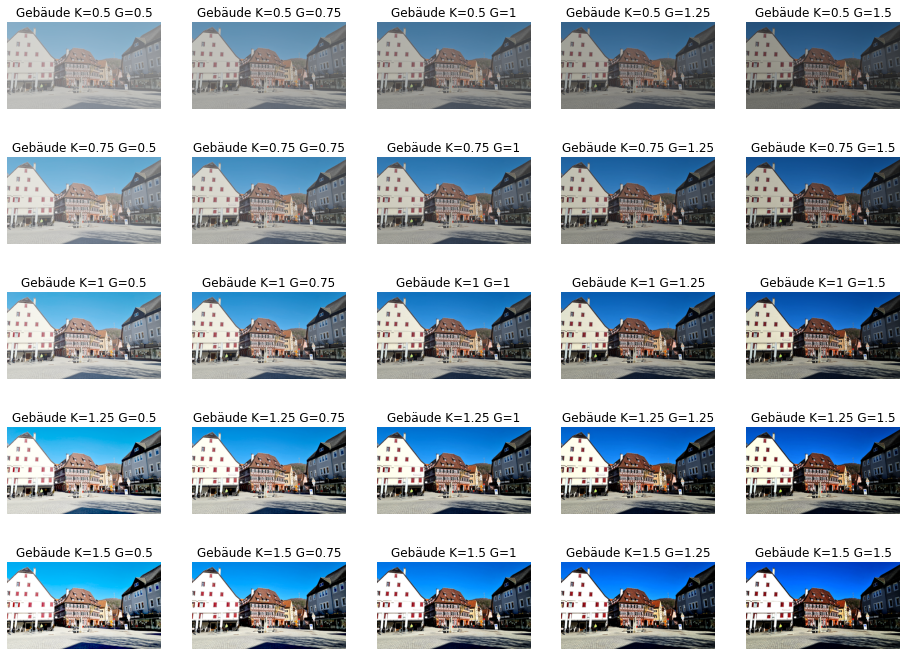 Gebäude K=0.5 G=0.5
Gebäude K=0.5 G=0.75
Gebäude K=0.5 G=1
Gebäude K=0.5 G=1.25
Gebäude K=0.5 G=1.5
Gebäude K=0.75 G=0.5
Gebäude K=0.75 G=0.75
Gebäude K=0.75 G=1
Gebäude K=0.75 G=1.25
Gebäude K=0.75 G=1.5
Gebäude K=1 G=0.5
Gebäude K=1 G=0.75
Gebäude K=1 G=1
Gebäude K=1 G=1.25
Gebäude K=1 G=1.5
Gebäude K=1.25 G=0.5
Gebäude K=1.25 G=0.75
Gebäude K=1.25 G=1
Gebäude K=1.25 G=1.25
Gebäude K=1.25 G=1.5
Gebäude K=1.5 G=0.5
Gebäude K=1.5 G=0.75
Gebäude K=1.5 G=1
Gebäude K=1.5 G=1.25
Gebäude K=1.5 G=1.5